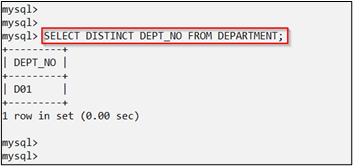 mysql>
mysql>
mysql> SELECT DISTINCT DEPT_NO FROM DEPARTMENT;
+---------+
| DEPT_NO |
+---------+
| D01     |
+---------+
1 row in set (0.00 sec)
mysql>
mysql>